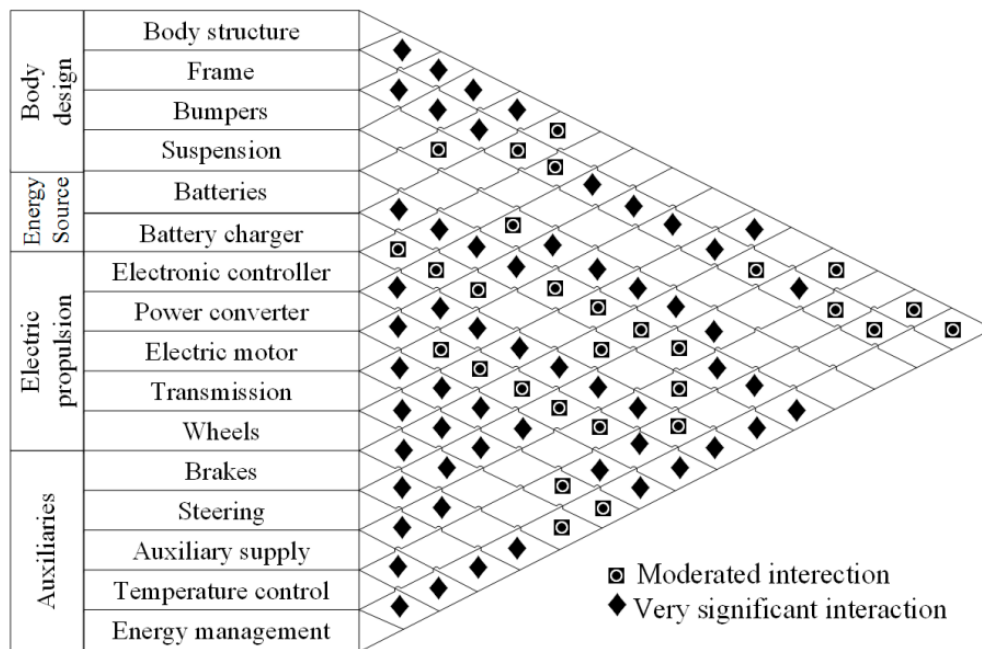 Body design
Body structure
Frame
Bumpers
Suspension
Energy Source
Batteries
Battery charger
Electric propulsion
Electronic controller
Power converter
Electric motor
Transmission
Wheels
Auxiliaries
Brakes
Steering
Auxiliary supply
Temperature control
Energy management
Moderated interection
Very significant interaction